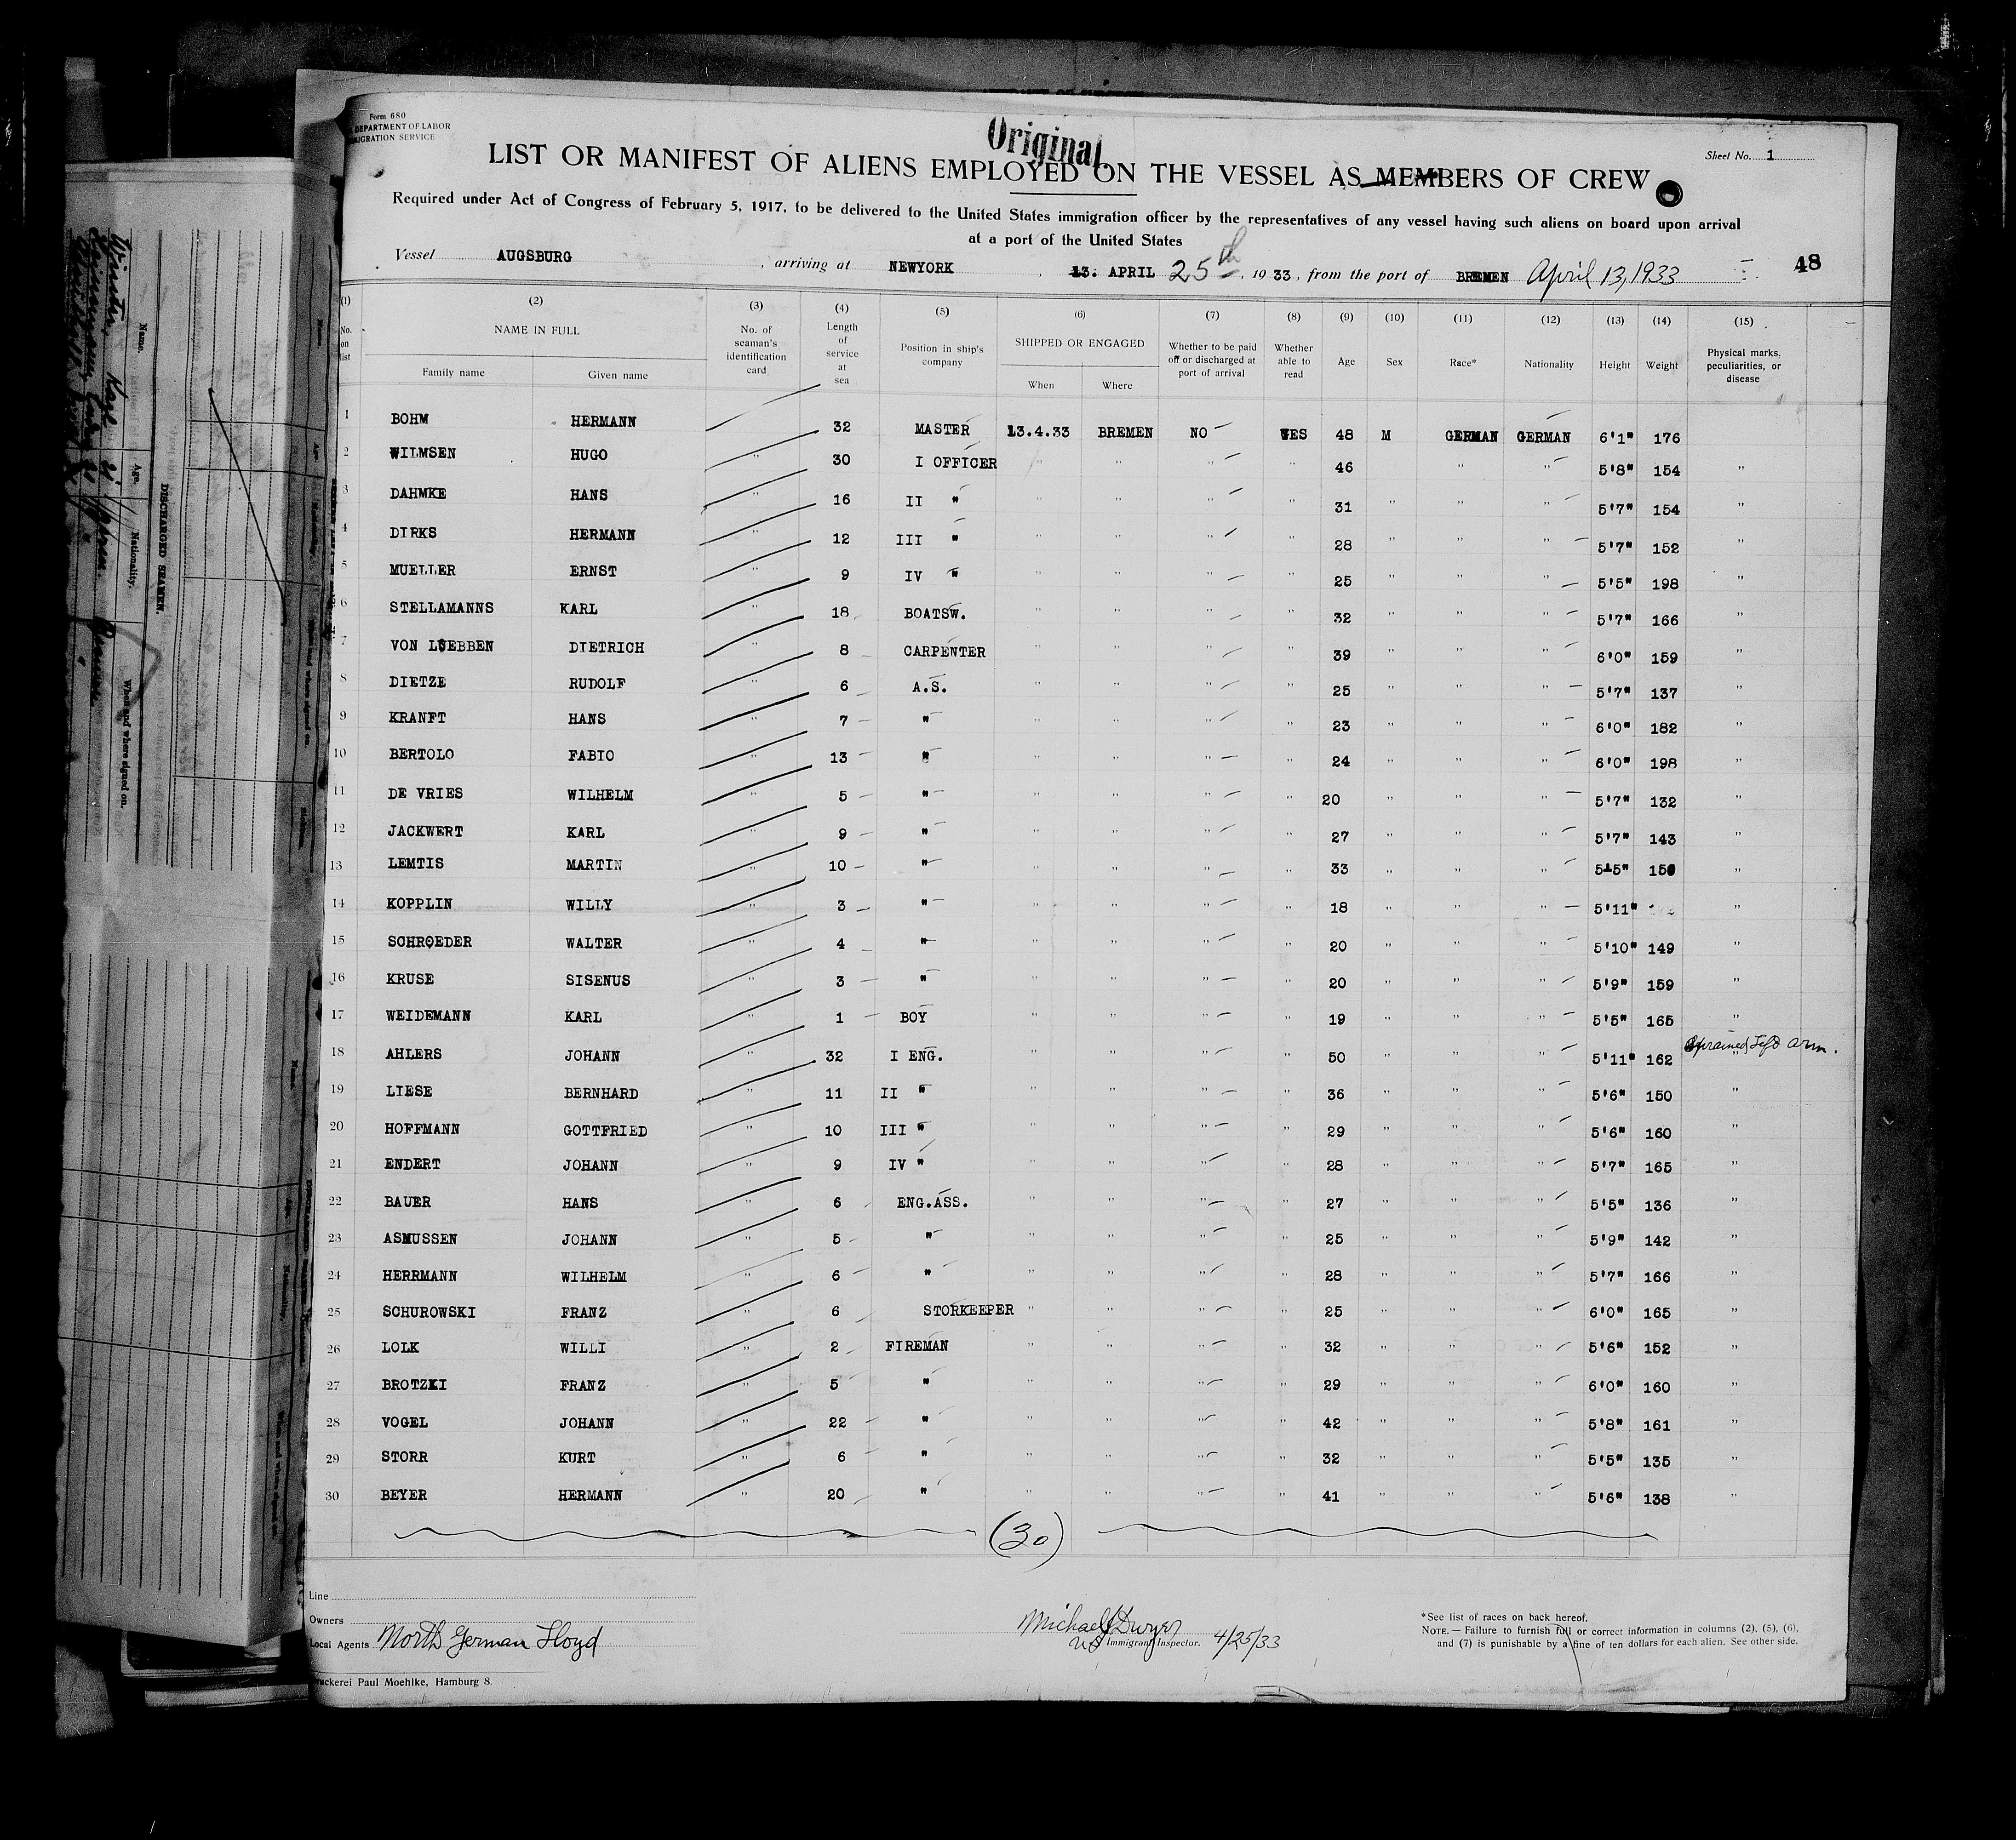 Form 680
DEPARTMENT OF LABOR
IMMIGRATION SERVICE
Original
Sheet No. 1
LIST OR MANIFEST OF ALIENS EMPLOYED ON THE VESSEL AS MEMBERS OF CREW
Required under Act of Congress of February 5, 1917, to be delivered to the United States immigration officer by the representatives of any vessel having such aliens on board upon arrival
at a port of the United States
Vessel AUGSBURG, arriving at NEWYORK, 13. APRIL 25th, 1933, from the port of BREMEN April 13, 1933
48
(1) (2) (3) (4) (5) (6) (7) (8) (9) (10) (11) (12) (13) (14) (15)
No. on list NAME IN FULL Family name Given name No. of seaman's identification card Length of service at sea Position in ship's company SHIPPED OR ENGAGED When Where Whether to be paid off or discharged at port of arrival Whether able to read Age Sex Race* Nationality Height Weight Physical marks, peculiarities, or disease
1 BOHM HERMANN 32 MASTER 13.4.33 BREMEN NO YES 48 M GERMAN GERMAN 6'1" 176
2 WILMSEN HUGO " 30 I OFFICER " " " " 46 " " " 5'8" 154 "
3 DAHMKE HANS " 16 II " " " " " 31 " " " 5'7" 154 "
4 DIRKS HERMANN " 12 III " " " " " 28 " " " 5'7" 152 "
5 MUELLER ERNST " 9 IV " " " " " 25 " " " 5'5" 198 "
6 STELLAMANNS KARL " 18 BOATSW. " " " " 32 " " " 5'7" 166 "
7 VON LUEBBEN DIETRICH " 8 CARPENTER " " " " 39 " " " 6'0" 159 "
8 DIETZE RUDOLF " 6 A.S. " " " " 25 " " " 5'7" 137 "
9 KRANFT HANS " 7 " " " " " 23 " " " 6'0" 182 "
10 BERTOLO FABIO " 13 " " " " " 24 " " " 6'0" 198 "
11 DE VRIES WILHELM " 5 " " " " " 20 " " " 5'7" 132 "
12 JACKWERT KARL " 9 " " " " " 27 " " " 5'7" 143 "
13 LEMTIS MARTIN " 10 " " " " " 33 " " " 5'5" 150 "
14 KOPPLIN WILLY " 3 " " " " " 18 " " " 5'11" "
15 SCHROEDER WALTER " 4 " " " " " 20 " " " 5'10" 149 "
16 KRUSE SISENUS " 3 " " " " " 20 " " " 5'9" 159 "
17 WEIDEMANN KARL " 1 BOY " " " " 19 " " " 5'5" 165 "
18 AHLERS JOHANN " 32 I ENG. " " " " 50 " " " 5'11" 162 Sprained Left arm. "
19 LIESE BERNHARD " 11 II " " " " " 36 " " " 5'6" 150 "
20 HOFFMANN GOTTFRIED " 10 III " " " " " 29 " " " 5'6" 160 "
21 ENDERT JOHANN " 9 IV " " " " " 28 " " " 5'7" 165 "
22 BAUER HANS " 6 ENG.ASS. " " " " 27 " " " 5'5" 136 "
23 ASMUSSEN JOHANN " 5 " " " " " 25 " " " 5'9" 142 "
24 HERRMANN WILHELM " 6 " " " " " 28 " " " 5'7" 166 "
25 SCHUROWSKI FRANZ " 6 STORKEEPER " " " " 25 " " " 6'0" 165 "
26 LOLK WILLI " 2 FIREMAN " " " " 32 " " " 5'6" 152 "
27 BROTZKI FRANZ " 5 " " " " " 29 " " " 6'0" 160 "
28 VOGEL JOHANN " 22 " " " " " 42 " " " 5'8" 161 "
29 STORR KURT " 6 " " " " " 32 " " " 5'5" 135 "
30 BEYER HERMANN " 20 " " " " " 41 " " " 5'6" 138 "
(30)
Line
Owners
Local Agents North German Lloyd
Michael J Dwyer
US Immigrant Inspector. 4/25/33
*See list of races on back hereof.
NOTE.— Failure to furnish full or correct information in columns (2), (5), (6),
and (7) is punishable by a fine of ten dollars for each alien. See other side.
Druckerei Paul Moehlke, Hamburg 8.
DISCHARGED SEAMEN.
Name. Age. Nationality. When and where signed on.